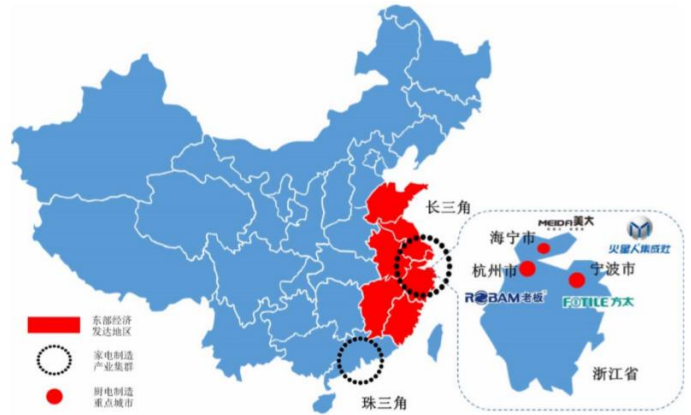 长三角
MEIDA美大
海宁市
火星人集成灶
杭州市
宁波市
ROBAM老板
FOTILE方太
东部经济
发达地区
家电制造
产业集群
厨电制造
重点城市
浙江省
珠三角